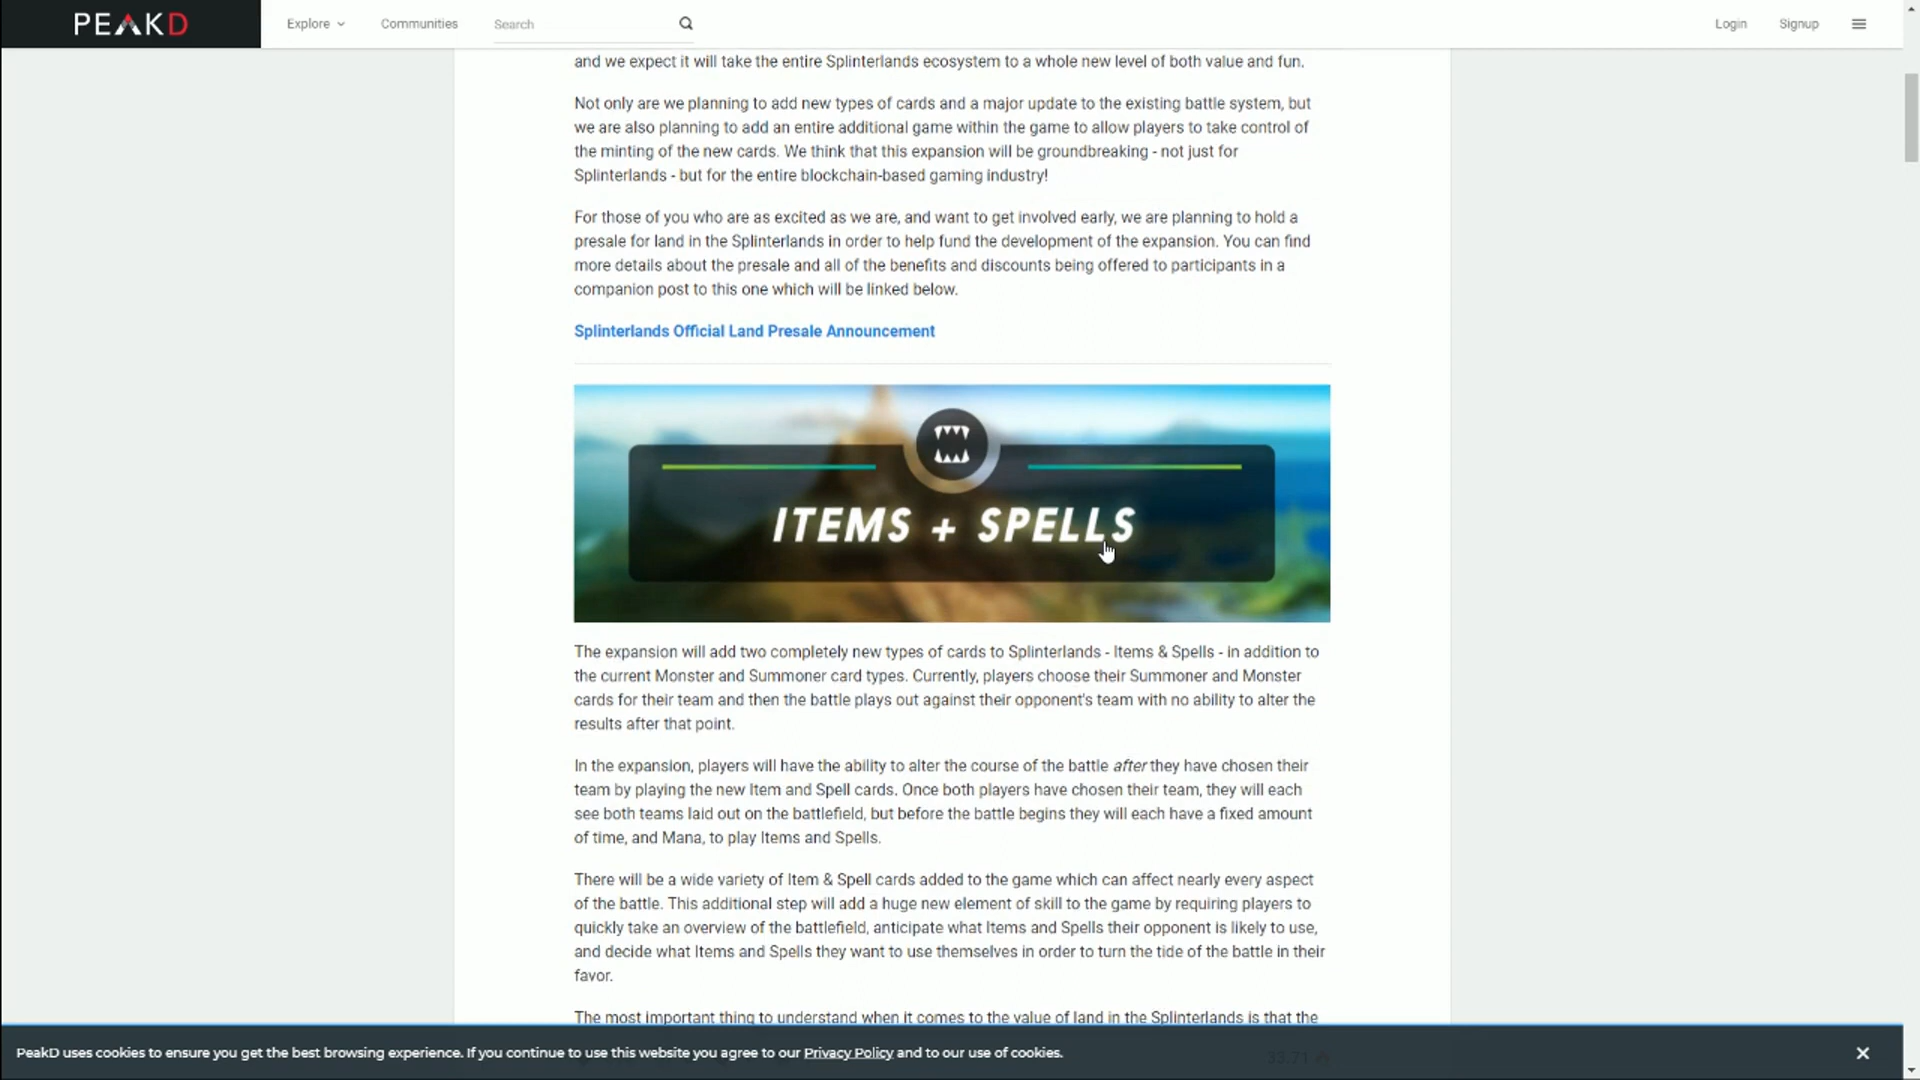 PEAKD
Explore
Communities
Search
Login
Signup
and we expect it will take the entire Splinterlands ecosystem to a whole new level of both value and fun.
Not only are we planning to add new types of cards and a major update to the existing battle system, but
we are also planning to add an entire additional game within the game to allow players to take control of
the minting of the new cards. We think that this expansion will be groundbreaking - not just for
Splinterlands - but for the entire blockchain-based gaming industry!
For those of you who are as excited as we are, and want to get involved early, we are planning to hold a
presale for land in the Splinterlands in order to help fund the development of the expansion. You can find
more details about the presale and all of the benefits and discounts being offered to participants in a
companion post to this one which will be linked below.
Splinterlands Official Land Presale Announcement
ITEMS + SPELLS
The expansion will add two completely new types of cards to Splinterlands - Items & Spells - in addition to
the current Monster and Summoner card types. Currently, players choose their Summoner and Monster
cards for their team and then the battle plays out against their opponent's team with no ability to alter the
results after that point.
In the expansion, players will have the ability to alter the course of the battle after they have chosen their
team by playing the new Item and Spell cards. Once both players have chosen their team, they will each
see both teams laid out on the battlefield, but before the battle begins they will each have a fixed amount
of time, and Mana, to play Items and Spells.
There will be a wide variety of Item & Spell cards added to the game which can affect nearly every aspect
of the battle. This additional step will add a huge new element of skill to the game by requiring players to
quickly take an overview of the battlefield, anticipate what Items and Spells their opponent is likely to use,
and decide what Items and Spells they want to use themselves in order to turn the tide of the battle in their
favor.
The most important thing to understand when it comes to the value of land in the Splinterlands is that the
PeakD uses cookies to ensure you get the best browsing experience. If you continue to use this website you agree to our Privacy Policy and to our use of cookies.
33.71